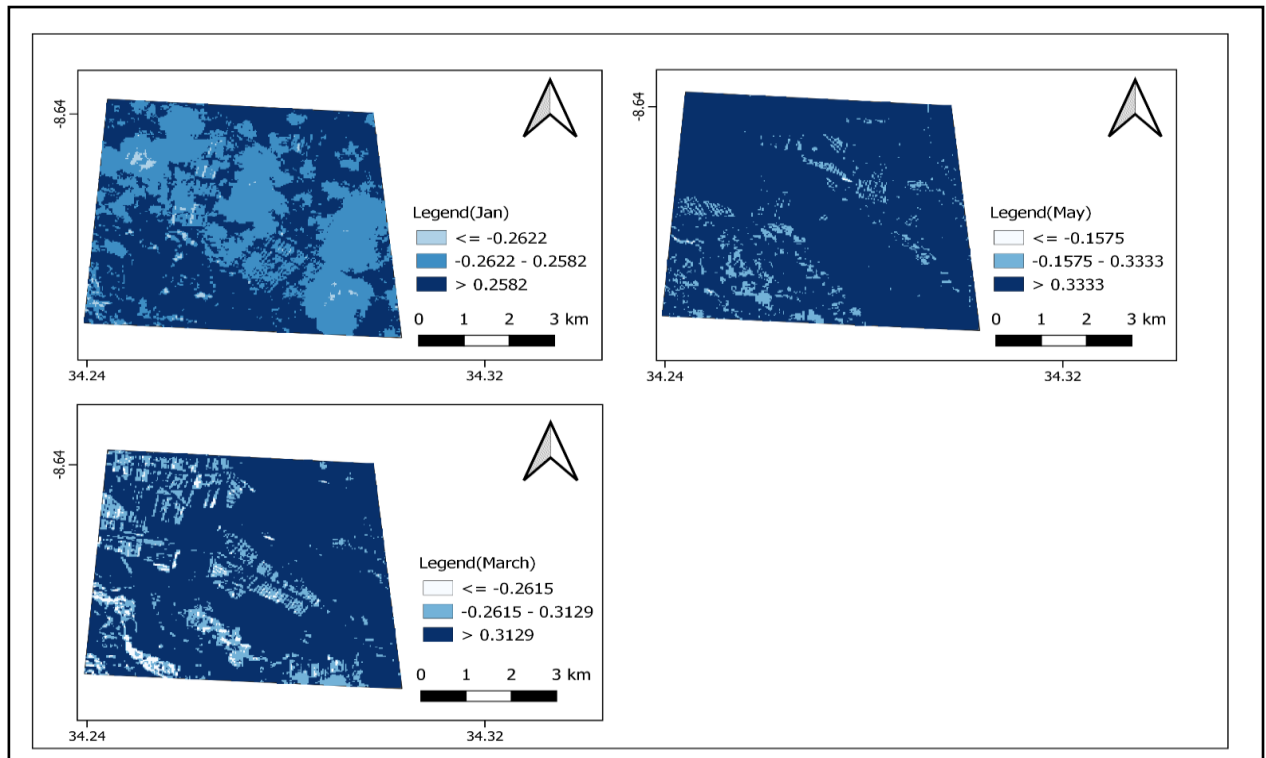 -8.64
Legend(Jan)
<= -0.2622
-0.2622 - 0.2582
> 0.2582
0 1 2 3 km
34.24 34.32
-8.64
Legend(May)
<= -0.1575
-0.1575 - 0.3333
> 0.3333
0 1 2 3 km
34.24 34.32
-8.64
Legend(March)
<= -0.2615
-0.2615 - 0.3129
> 0.3129
0 1 2 3 km
34.24 34.32